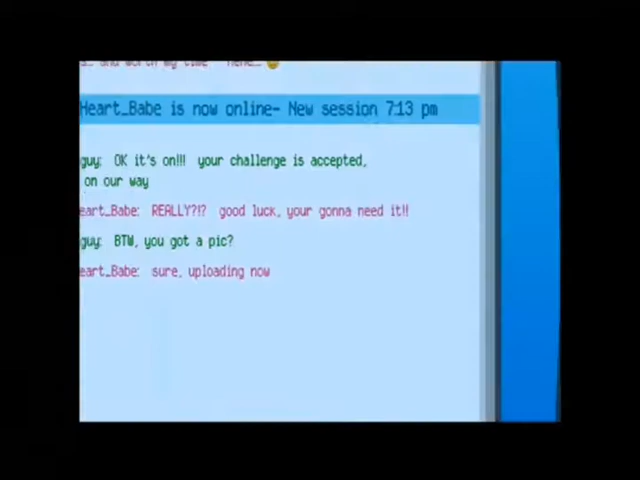 Heart_Babe is now online- New session 7:13 pm
guy: OK it's on!!! your challenge is accepted,
on our way
eart_Babe: REALLY?!? good luck, your gonna need it!!
guy: BTW, you got a pic?
eart_Babe: sure, uploading now